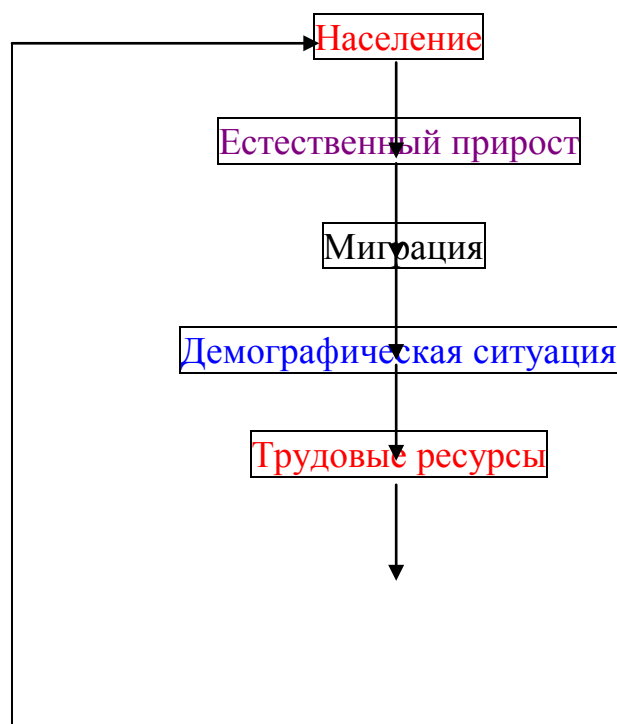 Население
Естественный прирост
Миграция
Демографическая ситуация
Трудовые ресурсы